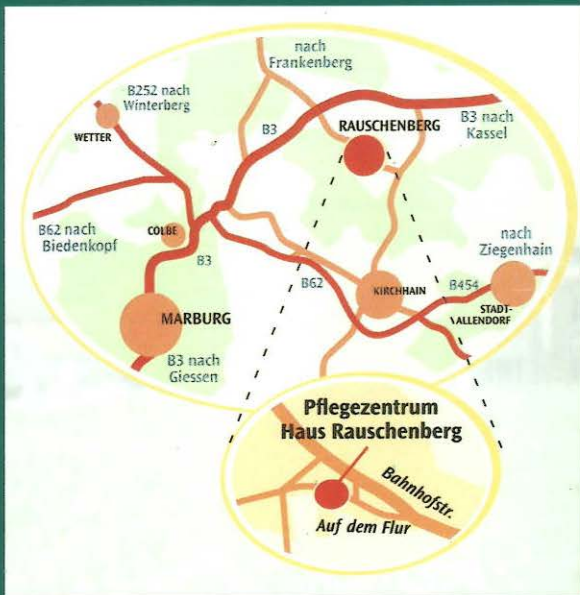 nach
Frankenberg
B252 nach
Winterberg
WETTER
B3
RAUSCHENBERG
B3 nach
Kassel
B62 nach
Biedenkopf
COLBE
B3
nach
Ziegenhain
B62
KIRCHHAIN
B454
STADT-
ALLENDORF
MARBURG
B3 nach
Giessen
Pflegezentrum
Haus Rauschenberg
Bahnhofstr.
Auf dem Flur